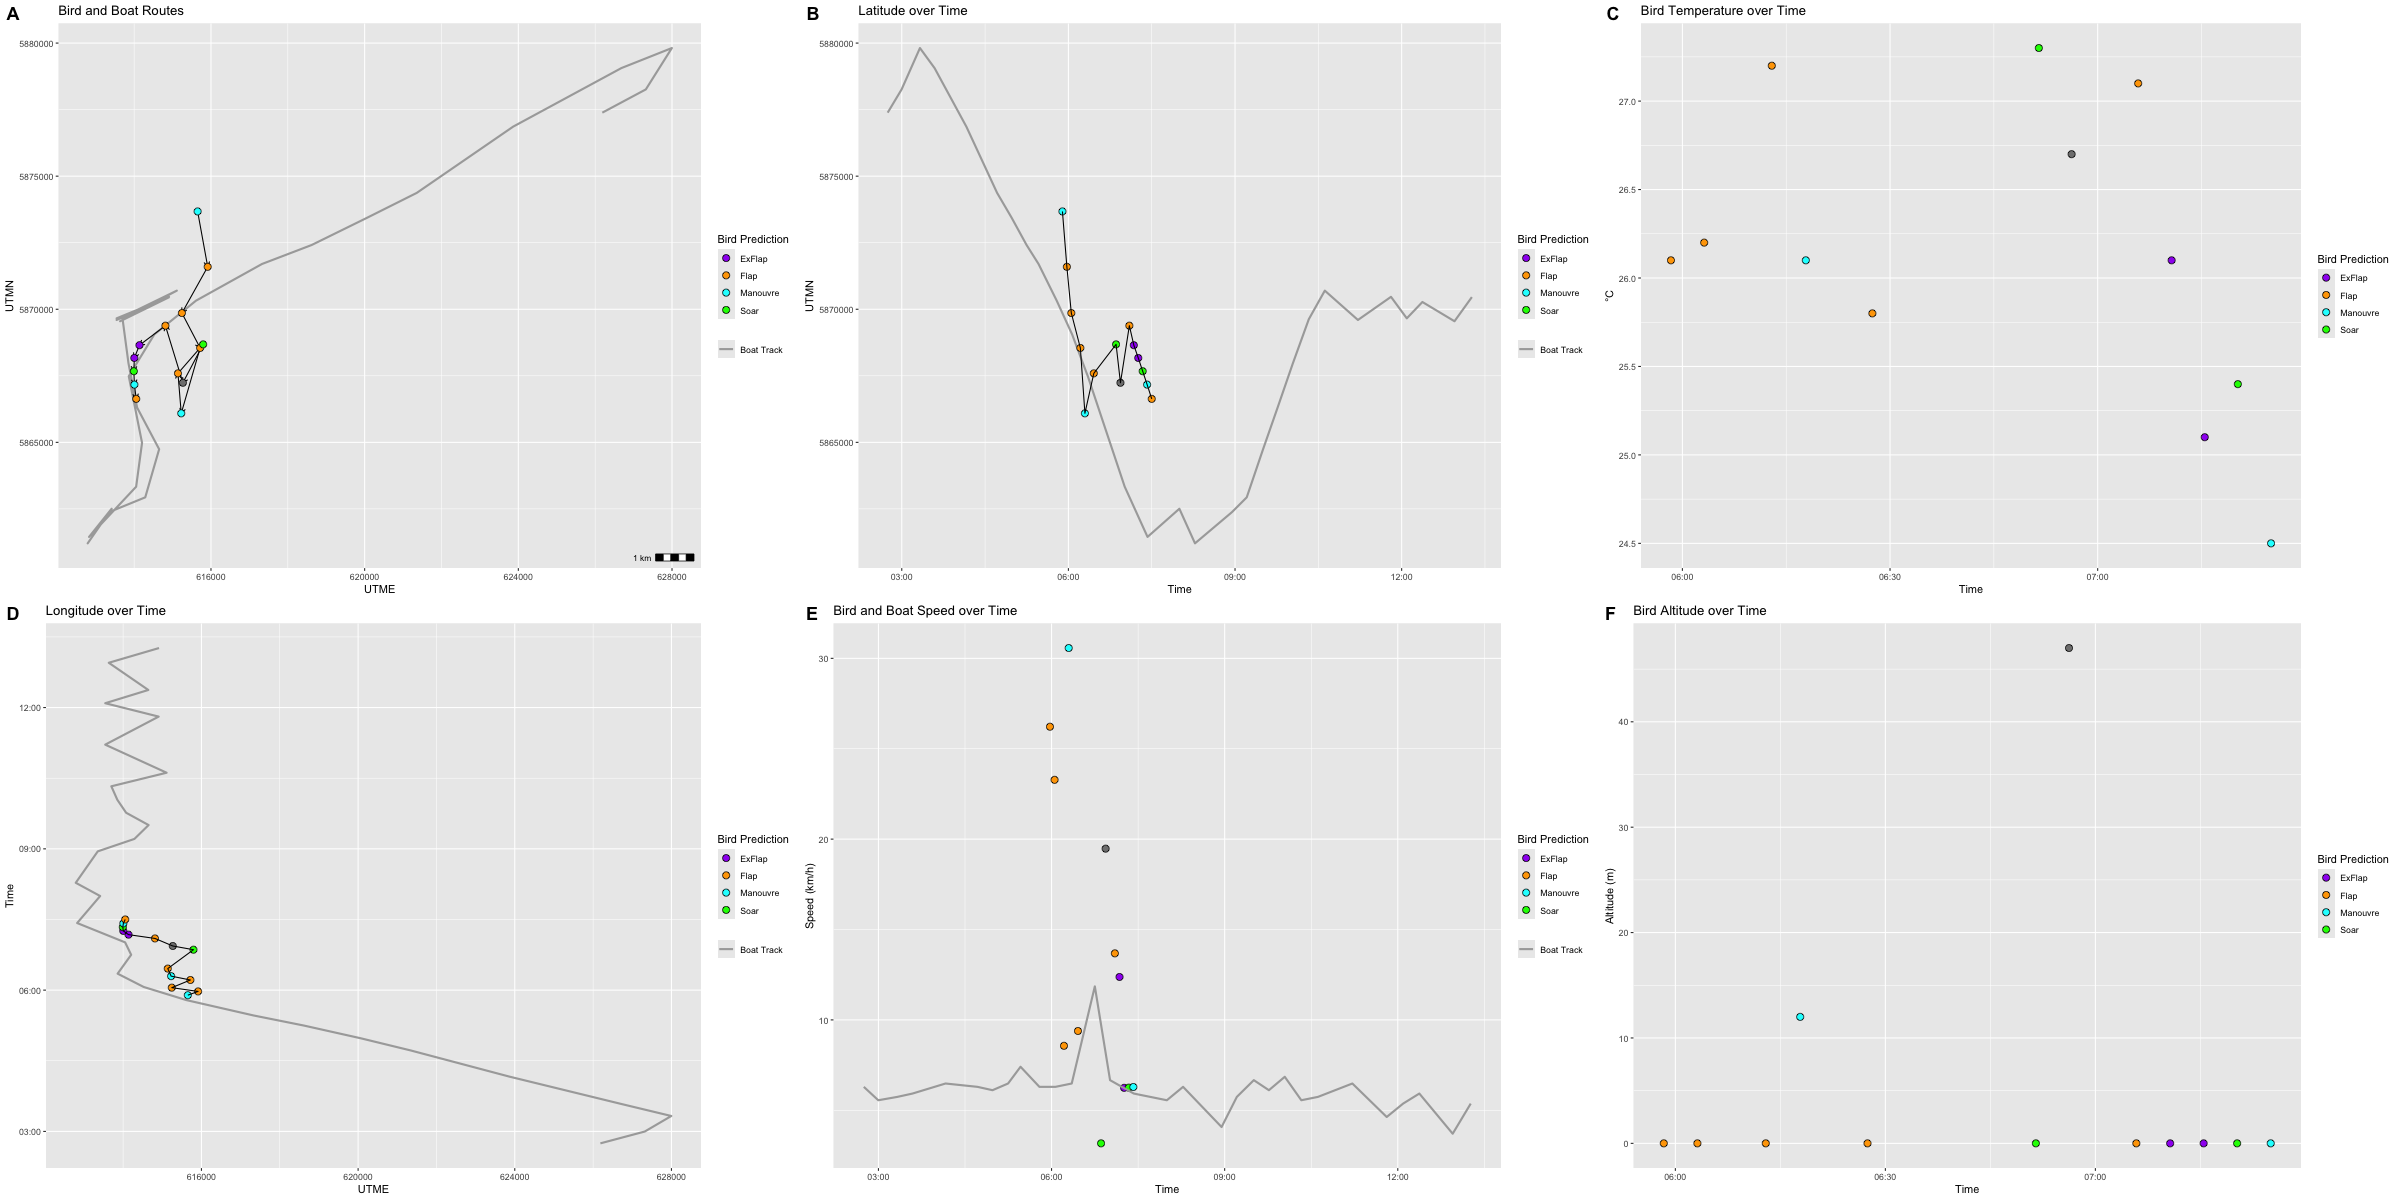 A Bird and Boat Routes
UTMN
5880000
5875000
5870000
5865000
616000 620000 624000 628000
UTME
1 km
Bird Prediction
ExFlap
Flap
Manouvre
Soar
Boat Track
B Latitude over Time
UTMN
5880000
5875000
5870000
5865000
03:00 06:00 09:00 12:00
Time
Bird Prediction
ExFlap
Flap
Manouvre
Soar
Boat Track
C Bird Temperature over Time
°C
27.0
26.5
26.0
25.5
25.0
24.5
06:00 06:30 07:00
Time
Bird Prediction
ExFlap
Flap
Manouvre
Soar
D Longitude over Time
Time
12:00
09:00
06:00
03:00
616000 620000 624000 628000
UTME
Bird Prediction
ExFlap
Flap
Manouvre
Soar
Boat Track
E Bird and Boat Speed over Time
Speed (km/h)
30
20
10
03:00 06:00 09:00 12:00
Time
Bird Prediction
ExFlap
Flap
Manouvre
Soar
Boat Track
F Bird Altitude over Time
Altitude (m)
40
30
20
10
0
06:00 06:30 07:00
Time
Bird Prediction
ExFlap
Flap
Manouvre
Soar